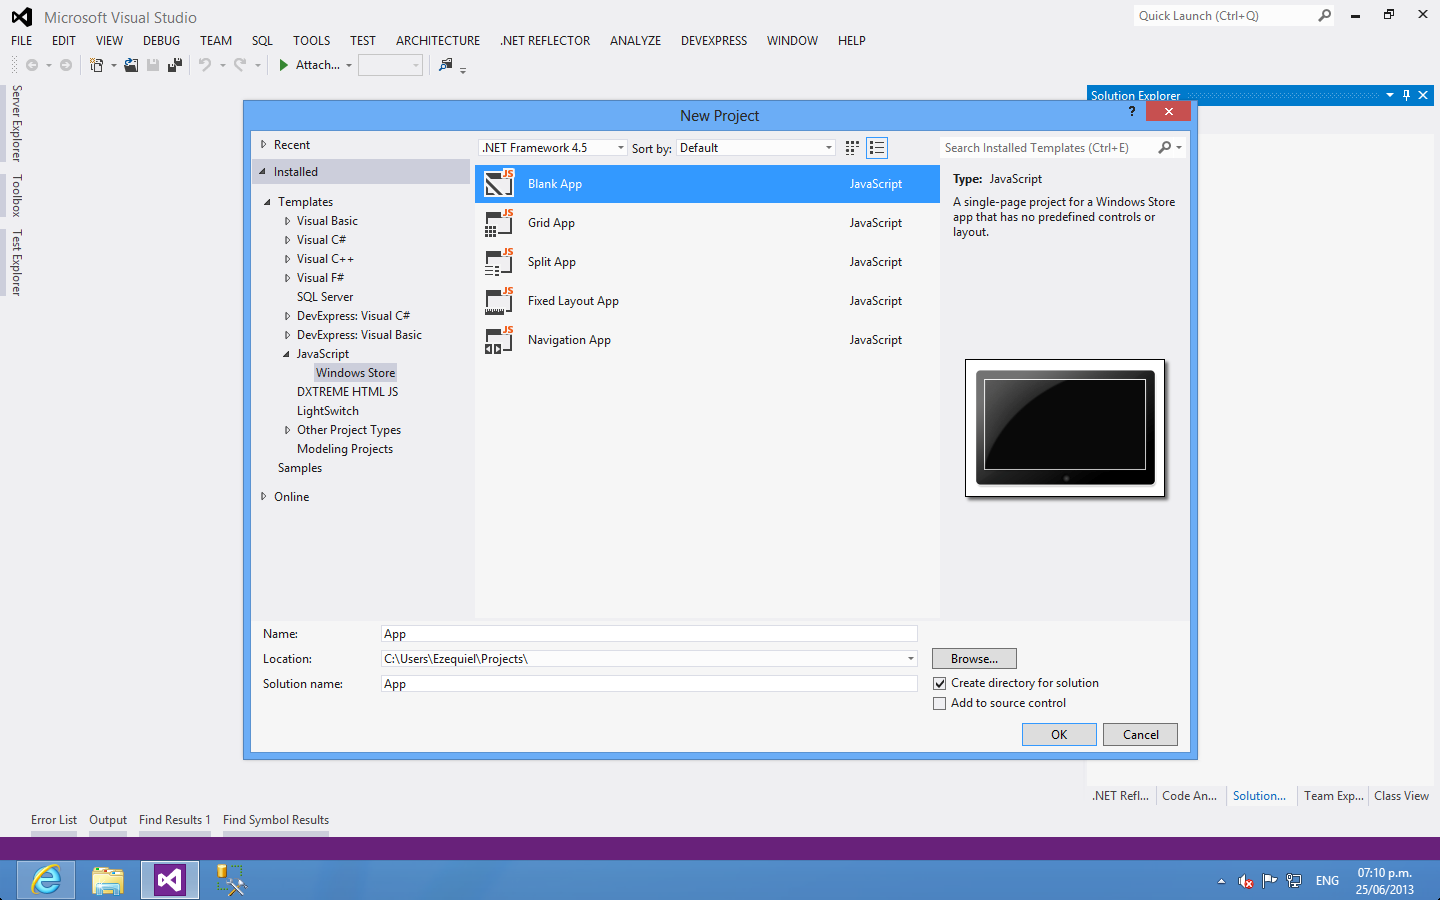 Microsoft Visual Studio
Quick Launch (Ctrl+Q)
FILE EDIT VIEW DEBUG TEAM SQL TOOLS TEST ARCHITECTURE .NET REFLECTOR ANALYZE DEVEXPRESS WINDOW HELP
Attach...
Server Explorer
Toolbox
Test Explorer
Solution Explorer
New Project
?
Recent
Installed
Templates
Visual Basic
Visual C#
Visual C++
Visual F#
SQL Server
DevExpress: Visual C#
DevExpress: Visual Basic
JavaScript
Windows Store
DXTREME HTML JS
LightSwitch
Other Project Types
Modeling Projects
Samples
Online
.NET Framework 4.5 Sort by: Default
JS Blank App JavaScript
JS Grid App JavaScript
JS Split App JavaScript
JS Fixed Layout App JavaScript
JS Navigation App JavaScript
Search Installed Templates (Ctrl+E)
Type: JavaScript
A single-page project for a Windows Store
app that has no predefined controls or
layout.
Name: App
Location: C:\Users\Ezequiel\Projects\ Browse...
Solution name: App
Create directory for solution
Add to source control
OK Cancel
.NET Refl... Code An... Solution... Team Exp... Class View
Error List Output Find Results 1 Find Symbol Results
ENG
07:10 p.m.
25/06/2013